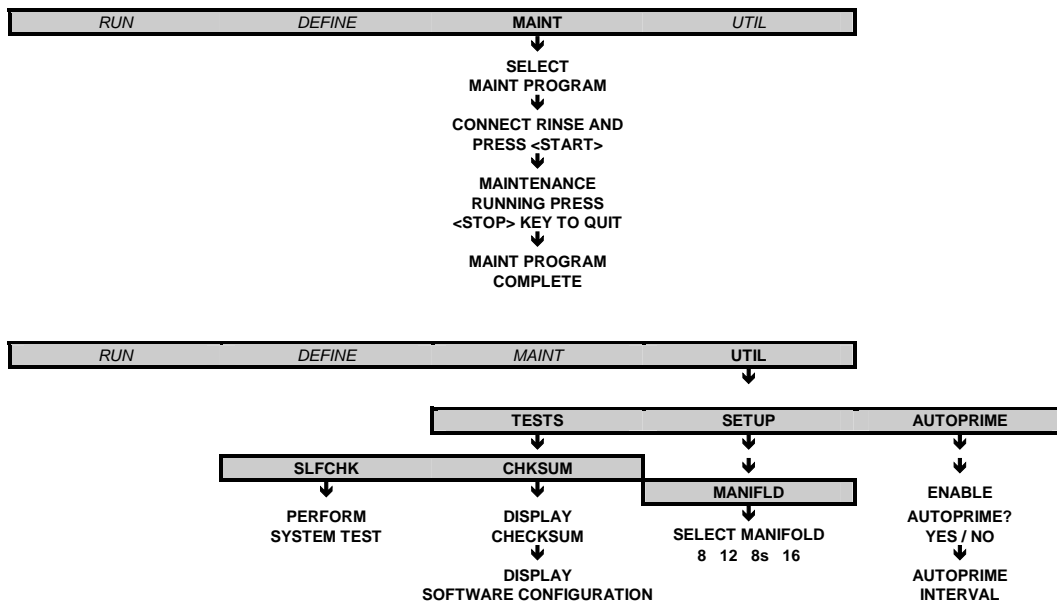 RUN DEFINE MAINT UTIL
SELECT
MAINT PROGRAM
CONNECT RINSE AND
PRESS <START>
MAINTENANCE
RUNNING PRESS
<STOP> KEY TO QUIT
MAINT PROGRAM
COMPLETE
RUN DEFINE MAINT UTIL
TESTS SETUP AUTOPRIME
SLFCHK CHKSUM
MANIFLD
PERFORM
SYSTEM TEST
DISPLAY
CHECKSUM
DISPLAY
SOFTWARE CONFIGURATION
SELECT MANIFOLD
8 12 8s 16
ENABLE
AUTOPRIME?
YES / NO
AUTOPRIME
INTERVAL